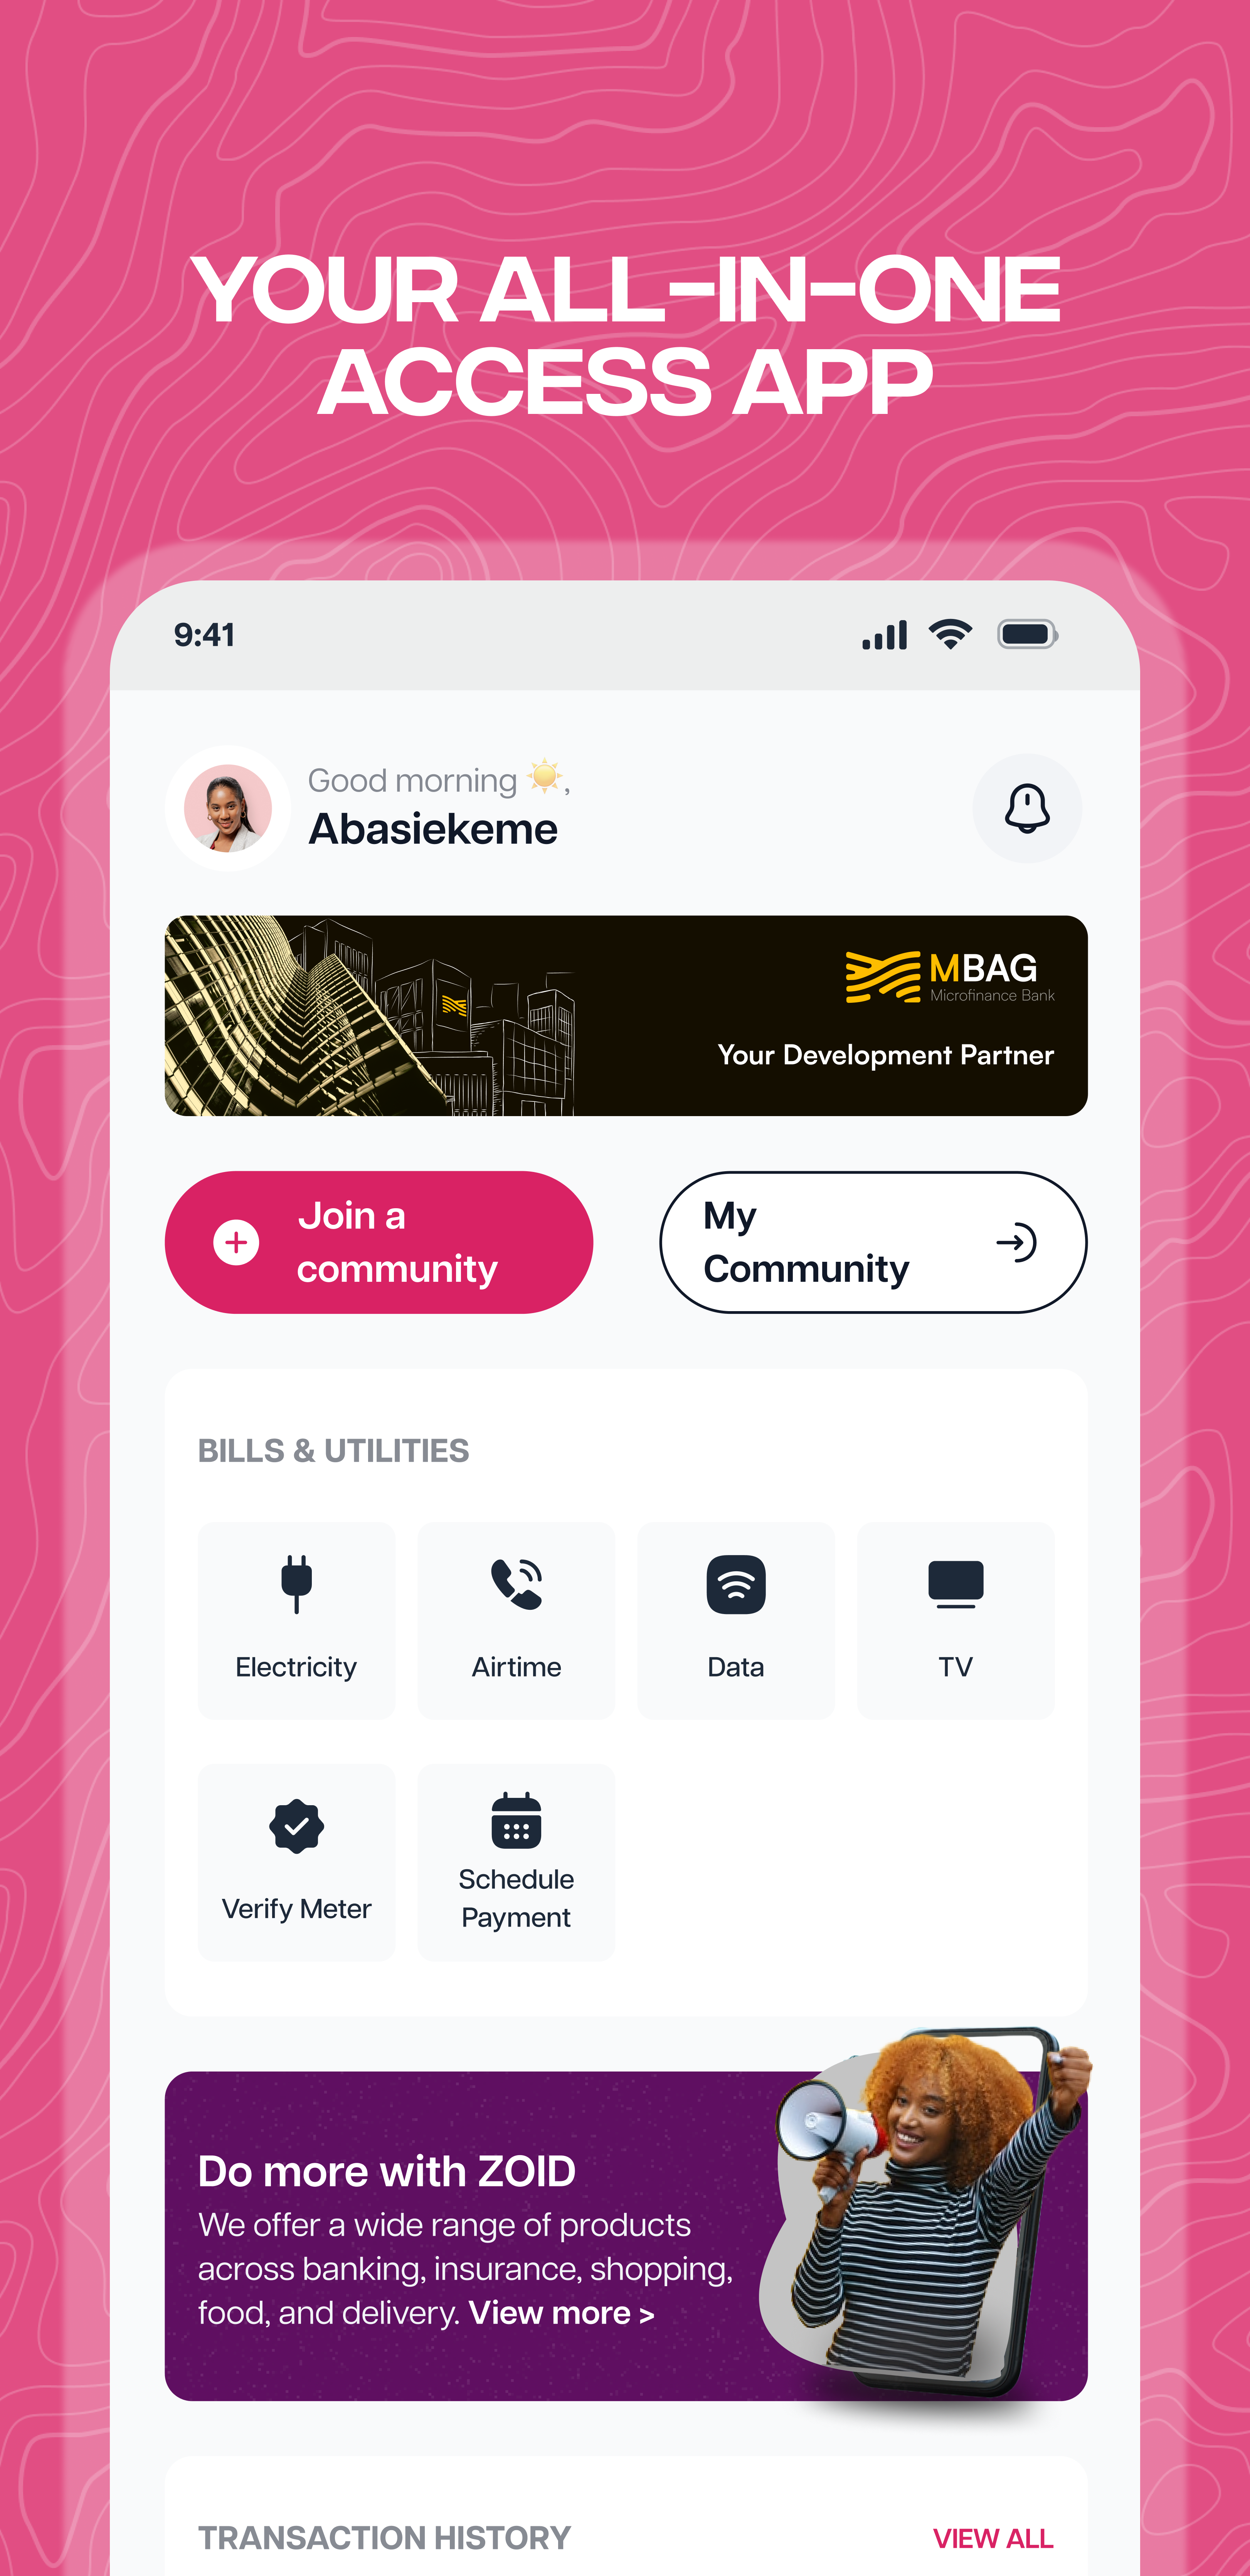 YOUR ALL-IN-ONE
ACCESS APP
9:41
Good morning ☀️,
Abasiekeme
MBAG
Microfinance Bank
Your Development Partner
Join a
community
My
Community
BILLS & UTILITIES
Electricity
Airtime
Data
TV
Verify Meter
Schedule
Payment
Do more with ZOID
We offer a wide range of products
across banking, insurance, shopping,
food, and delivery. View more >
TRANSACTION HISTORY
VIEW ALL